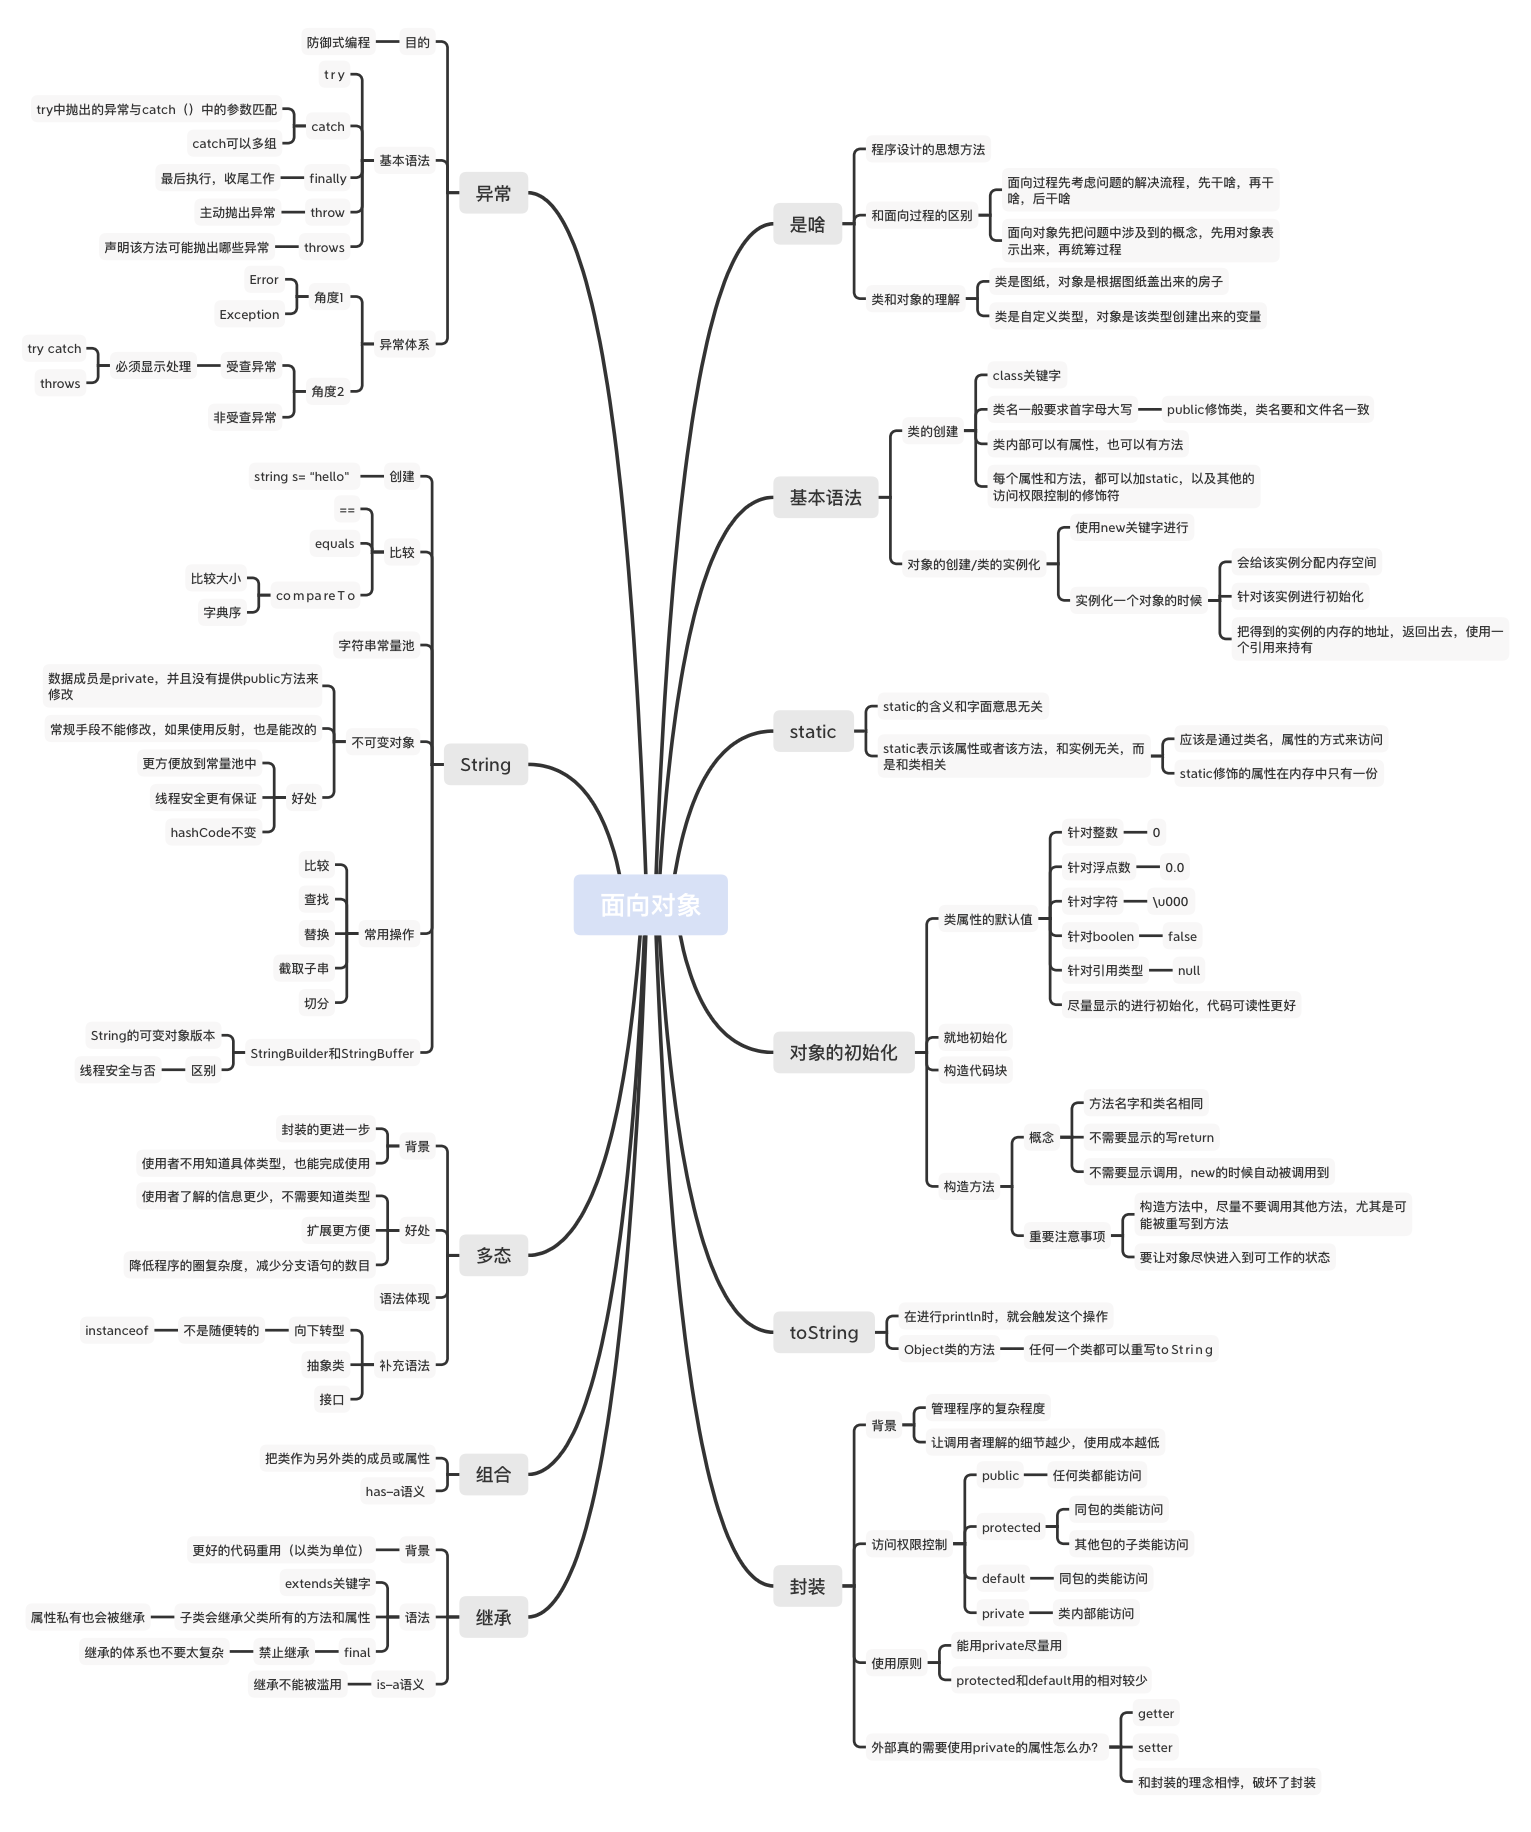 面向对象
是啥
程序设计的思想方法
和面向过程的区别
面向过程先考虑问题的解决流程，先干啥，再干
啥，后干啥
面向对象先把问题中涉及到的概念，先用对象表
示出来，再统筹过程
类和对象的理解
类是图纸，对象是根据图纸盖出来的房子
类是自定义类型，对象是该类型创建出来的变量
基本语法
类的创建
class关键字
类名一般要求首字母大写
public修饰类，类名要和文件名一致
类内部可以有属性，也可以有方法
每个属性和方法，都可以加static，以及其他的
访问权限控制的修饰符
对象的创建/类的实例化
使用new关键字进行
实例化一个对象的时候
会给该实例分配内存空间
针对该实例进行初始化
把得到的实例的内存的地址，返回出去，使用一
个引用来持有
static
static的含义和字面意思无关
static表示该属性或者该方法，和实例无关，而
是和类相关
应该是通过类名，属性的方式来访问
static修饰的属性在内存中只有一份
对象的初始化
类属性的默认值
针对整数
0
针对浮点数
0.0
针对字符
\u000
针对boolen
false
针对引用类型
null
尽量显示的进行初始化，代码可读性更好
就地初始化
构造代码块
构造方法
概念
方法名字和类名相同
不需要显示的写return
不需要显示调用，new的时候自动被调用到
重要注意事项
构造方法中，尽量不要调用其他方法，尤其是可
能被重写到方法
要让对象尽快进入到可工作的状态
toString
在进行println时，就会触发这个操作
Object类的方法
任何一个类都可以重写toString
封装
背景
管理程序的复杂程度
让调用者理解的细节越少，使用成本越低
访问权限控制
public
任何类都能访问
protected
同包的类能访问
其他包的子类能访问
default
同包的类能访问
private
类内部能访问
使用原则
能用private尽量用
protected和default用的相对较少
外部真的需要使用private的属性怎么办？
getter
setter
和封装的理念相悖，破坏了封装
异常
目的
防御式编程
基本语法
try
catch
try中抛出的异常与catch（）中的参数匹配
catch可以多组
finally
最后执行，收尾工作
throw
主动抛出异常
throws
声明该方法可能抛出哪些异常
异常体系
角度1
Error
Exception
角度2
受查异常
必须显示处理
try catch
throws
非受查异常
String
创建
string s= “hello”
比较
==
equals
compareTo
比较大小
字典序
字符串常量池
不可变对象
数据成员是private，并且没有提供public方法来
修改
常规手段不能修改，如果使用反射，也是能改的
好处
更方便放到常量池中
线程安全更有保证
hashCode不变
常用操作
比较
查找
替换
截取子串
切分
StringBuilder和StringBuffer
String的可变对象版本
区别
线程安全与否
多态
背景
封装的更进一步
使用者不用知道具体类型，也能完成使用
好处
使用者了解的信息更少，不需要知道类型
扩展更方便
降低程序的圈复杂度，减少分支语句的数目
语法体现
补充语法
向下转型
不是随便转的
instanceof
抽象类
接口
组合
把类作为另外类的成员或属性
has-a语义
继承
背景
更好的代码重用（以类为单位）
语法
extends关键字
子类会继承父类所有的方法和属性
属性私有也会被继承
final
禁止继承
继承的体系也不要太复杂
is-a语义
继承不能被滥用